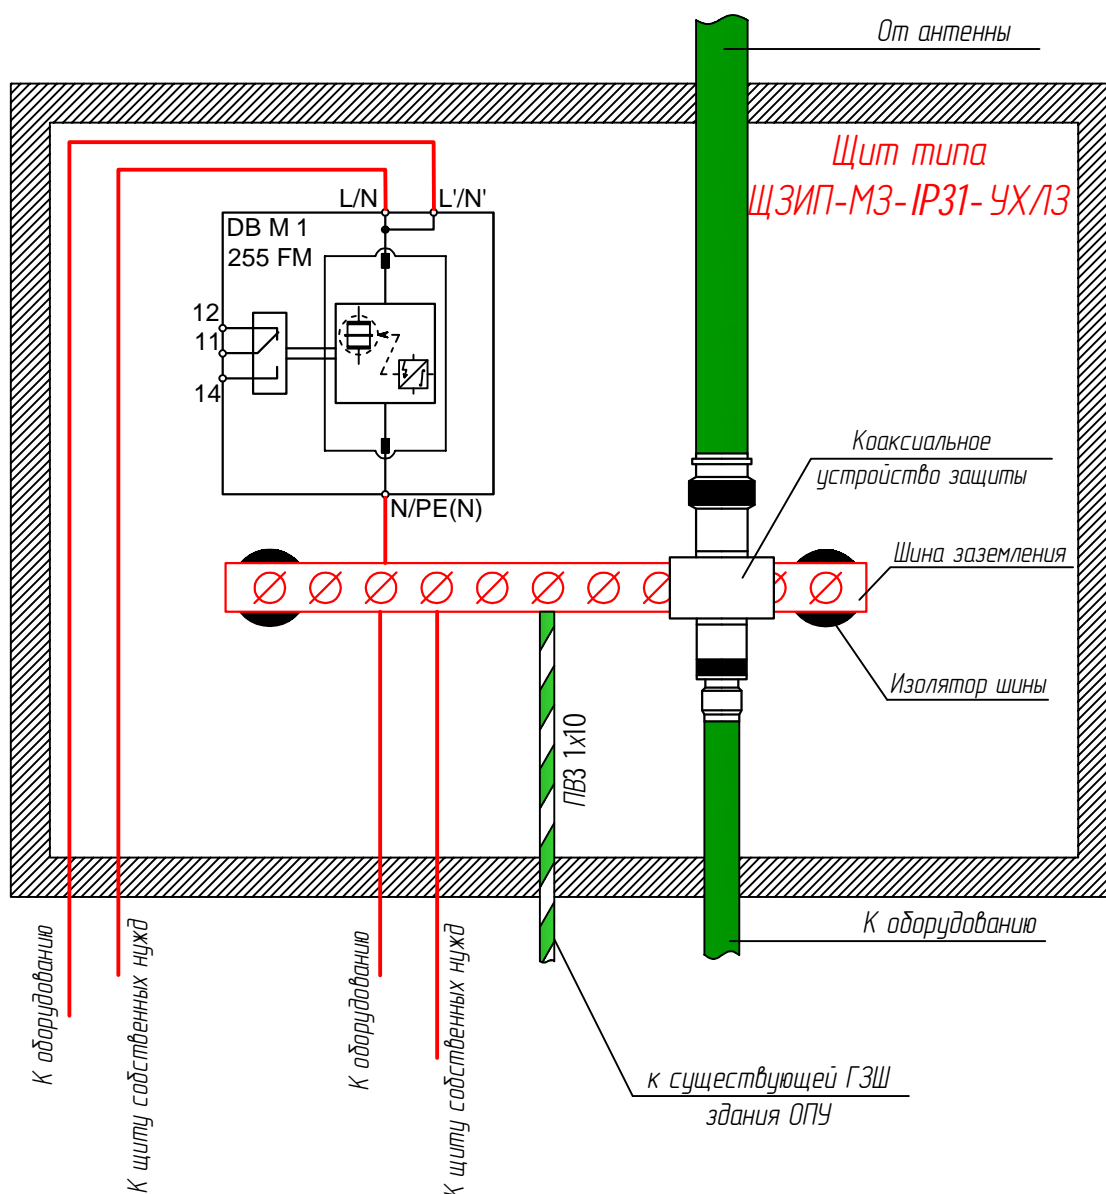 От антенны
Щит типа
ЩЗИП-М3-IP31-УХЛ3
L/N
L'/N'
DB M 1
255 FM
12
11
14
N/PE(N)
Коаксиальное
устройство защиты
Шина заземления
Изолятор шины
ПВ3 1х10
К оборудованию
К оборудованию
К щиту собственных нужд
К оборудованию
К щиту собственных нужд
к существующей ГЗШ
здания ОПУ